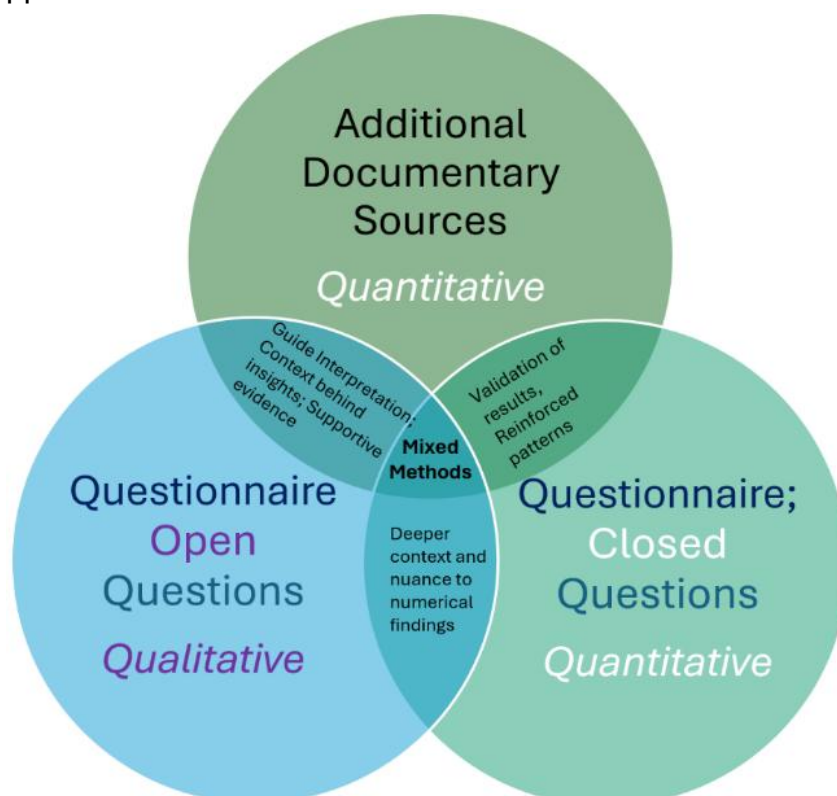 Additional
Documentary
Sources
Quantitative
Guide Interpretation;
Context behind
insights; Supportive
evidence
Validation of
results,
Reinforced
patterns
Mixed
Methods
Questionnaire
Open
Questions
Qualitative
Deeper
context and
nuance to
numerical
findings
Questionnaire;
Closed
Questions
Quantitative